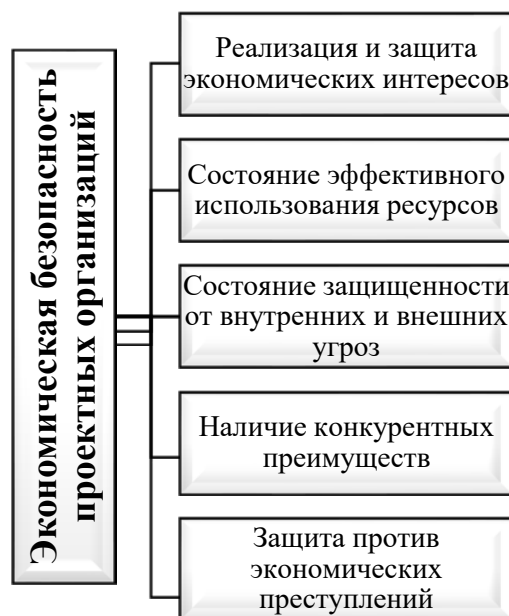 Экономическая безопасность
проектных организаций
Реализация и защита
экономических интересов
Состояние эффективного
использования ресурсов
Состояние защищенности
от внутренних и внешних
угроз
Наличие конкурентных
преимуществ
Защита против
экономических
преступлений